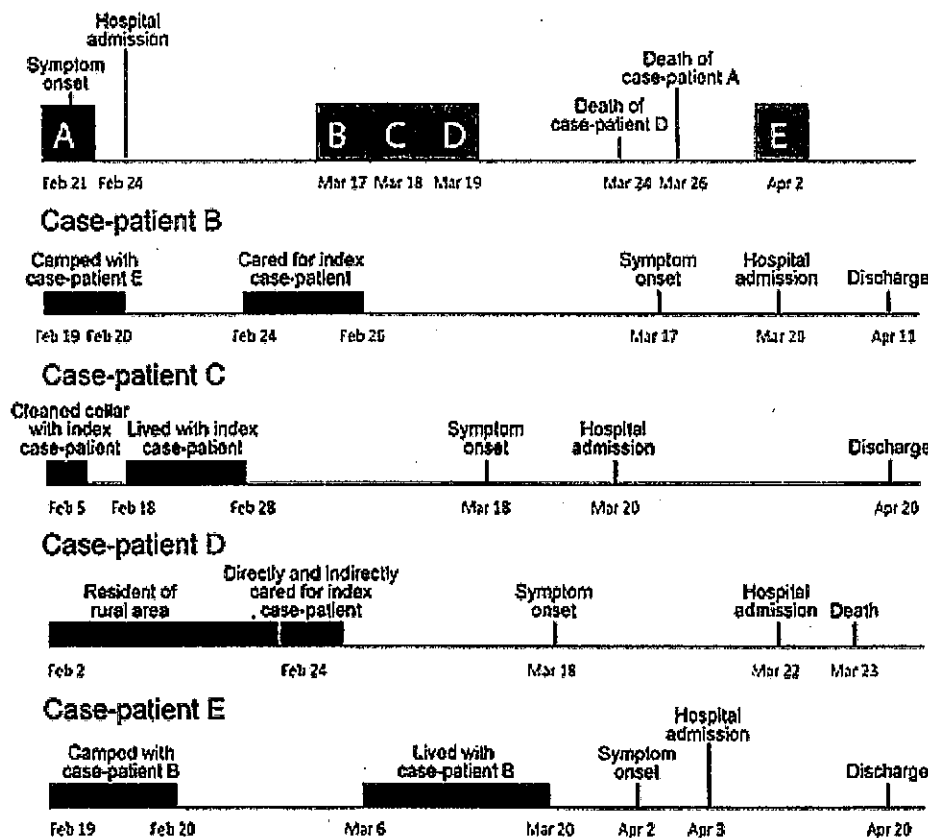 Hospital
admission
Symptom
onset
Death of
case-patient A
Death of
case-patient D
A
B C D
E
Feb 21 Feb 24 Mar 17 Mar 18 Mar 19 Mar 24 Mar 26 Apr 2
Case-patient B
Camped with
case-patient E
Cared for index
case-patient
Symptom
onset
Hospital
admission
Discharge
Feb 19 Feb 20 Feb 24 Feb 26 Mar 17 Mar 20 Apr 11
Case-patient C
Cleaned cellar
with index
case-patient
Lived with index
case-patient
Symptom
onset
Hospital
admission
Discharge
Feb 5 Feb 18 Feb 28 Mar 18 Mar 20 Apr 20
Case-patient D
Resident of
rural area
Directly and indirectly
cared for index
case-patient
Symptom
onset
Hospital
admission
Death
Feb 2 Feb 24 Mar 18 Mar 22 Mar 23
Case-patient E
Camped with
case-patient B
Lived with
case-patient B
Symptom
onset
Hospital
admission
Discharge
Feb 19 Feb 20 Mar 6 Mar 20 Apr 2 Apr 3 Apr 20